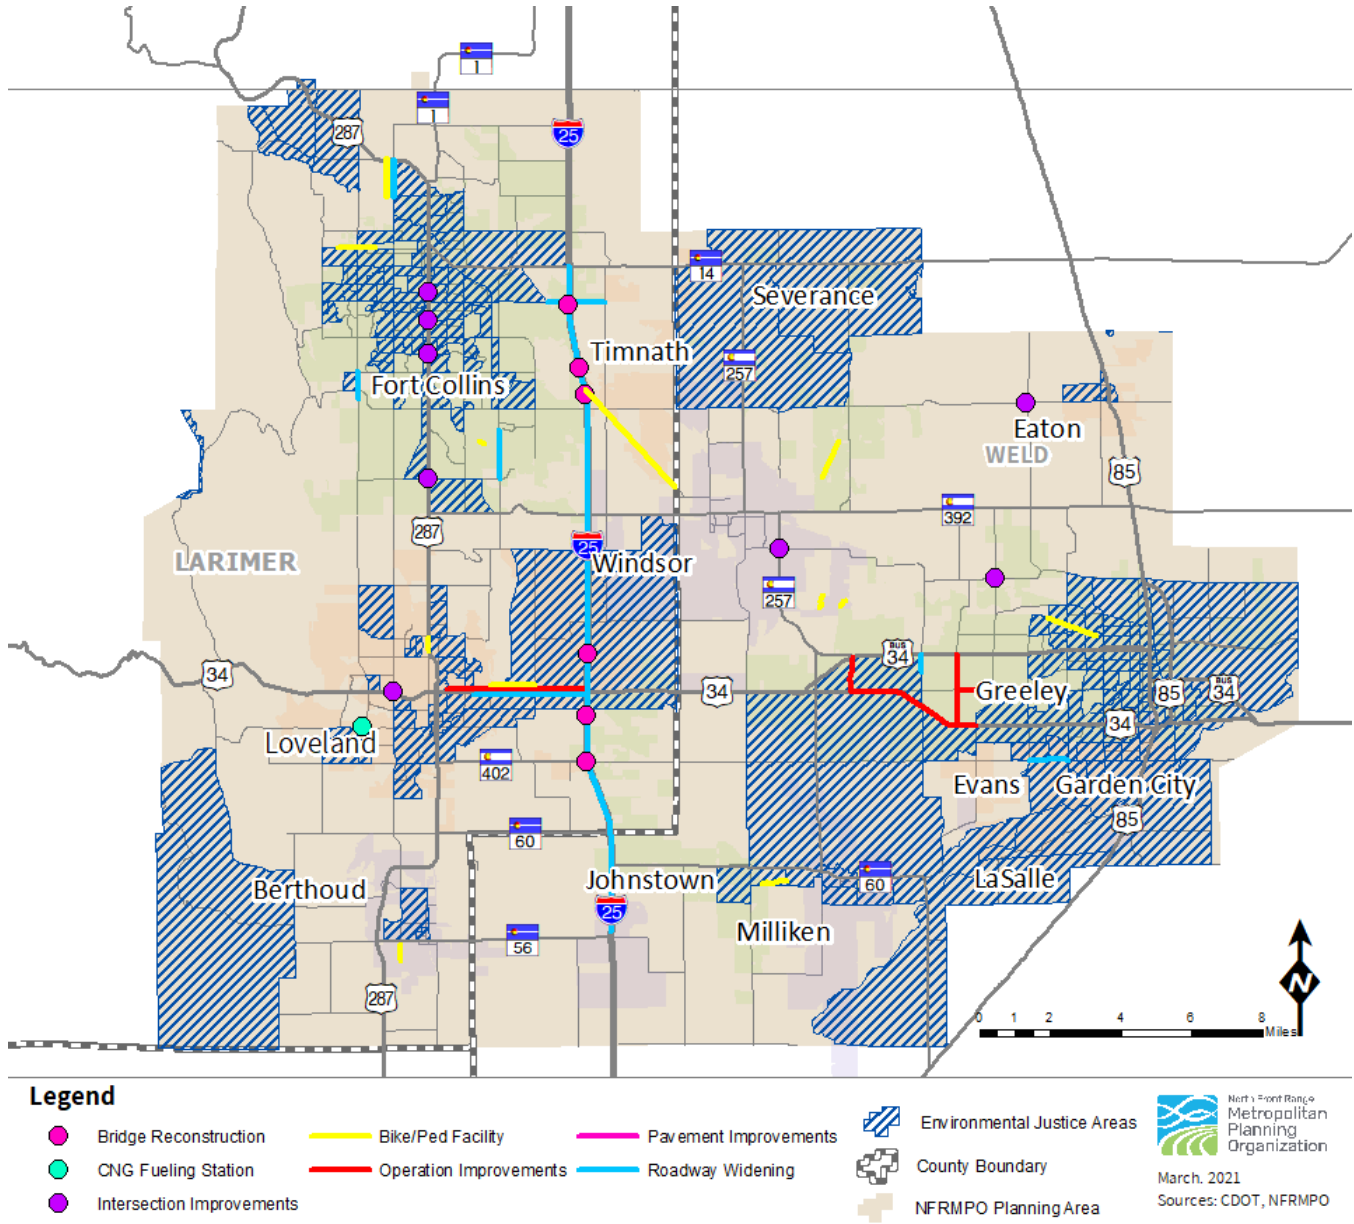 1
1
287
25
14
Severance
Timnath
257
Fort Collins
Eaton
WELD
85
392
287
25
Windsor
LARIMER
257
BUS
34
34
34
Greeley
85
BUS
34
34
Loveland
402
Evans
Garden City
85
60
Berthoud
Johnstown
60
LaSalle
25
Milliken
56
287
N
0 1 2 4 6 8
Miles
Legend
Bridge Reconstruction
Bike/Ped Facility
Pavement Improvements
Environmental Justice Areas
CNG Fueling Station
Operation Improvements
Roadway Widening
County Boundary
Intersection Improvements
NFRMPO Planning Area
North Front Range
Metropolitan
Planning
Organization
March. 2021
Sources: CDOT, NFRMPO